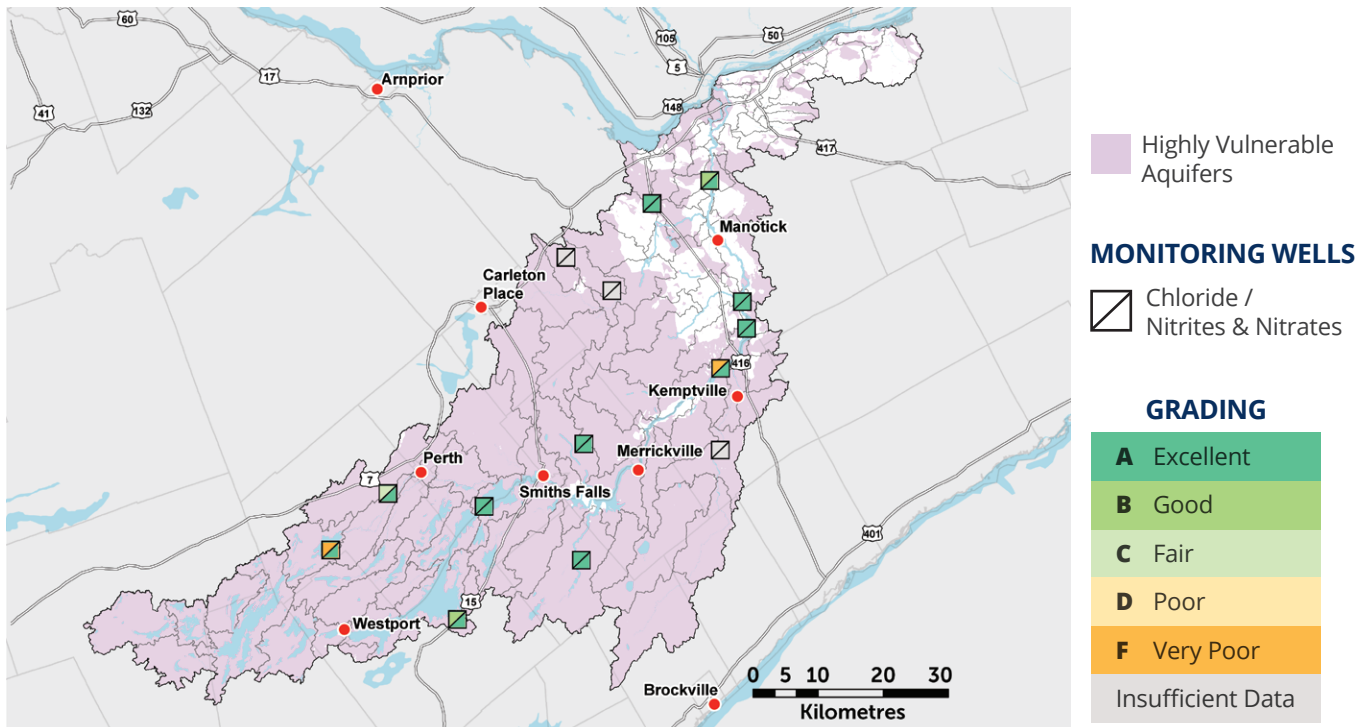 60
105
50
5
17
Arnprior
148
41
132
417
Manotick
Carleton
Place
416
Kemptville
Perth
Merrickville
7
Smiths Falls
401
15
Westport
Brockville
0 5 10 20 30
Kilometres
Highly Vulnerable
Aquifers
MONITORING WELLS
Chloride /
Nitrites & Nitrates
GRADING
A Excellent
B Good
C Fair
D Poor
F Very Poor
Insufficient Data